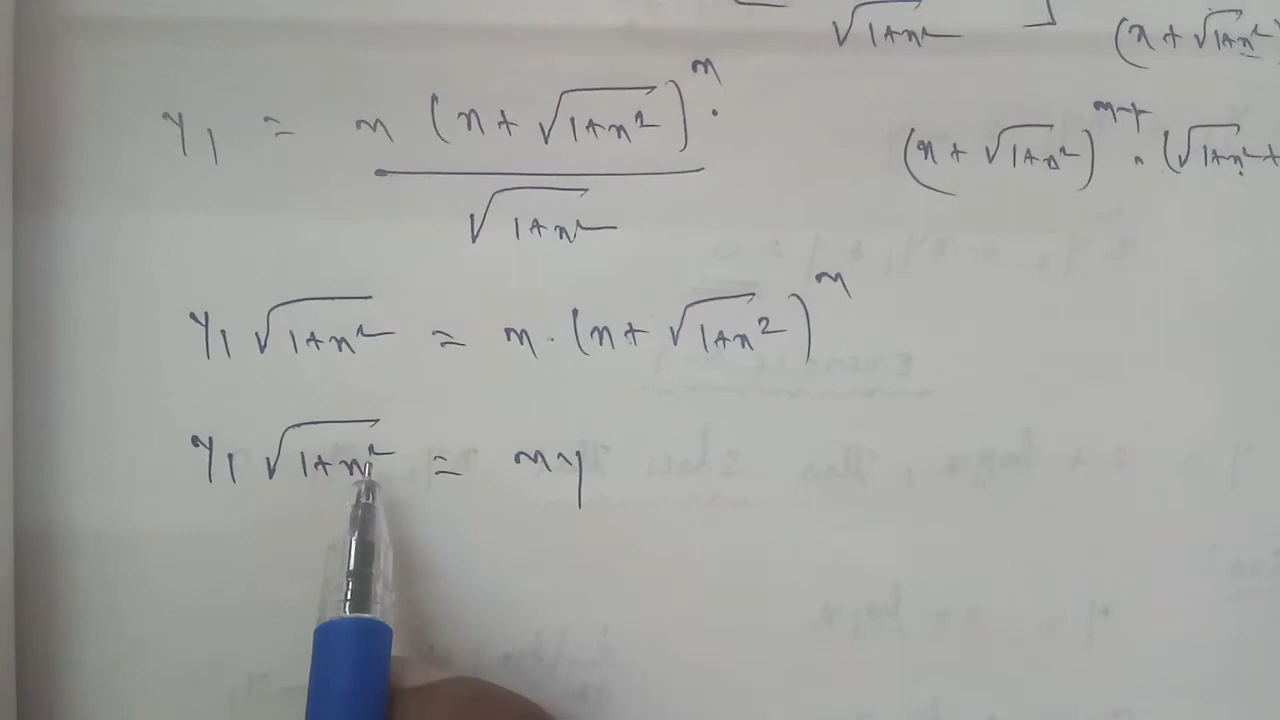 √(1+x²) ] (x + √(1+x²)
y₁ = m (x + √(1+x²))^m . / √(1+x²)
(x + √(1+x²))^(m-1) . (√(1+x²) +
y₁ √(1+x²) = m . (x + √(1+x²))^m
y₁ √(1+x²) = my